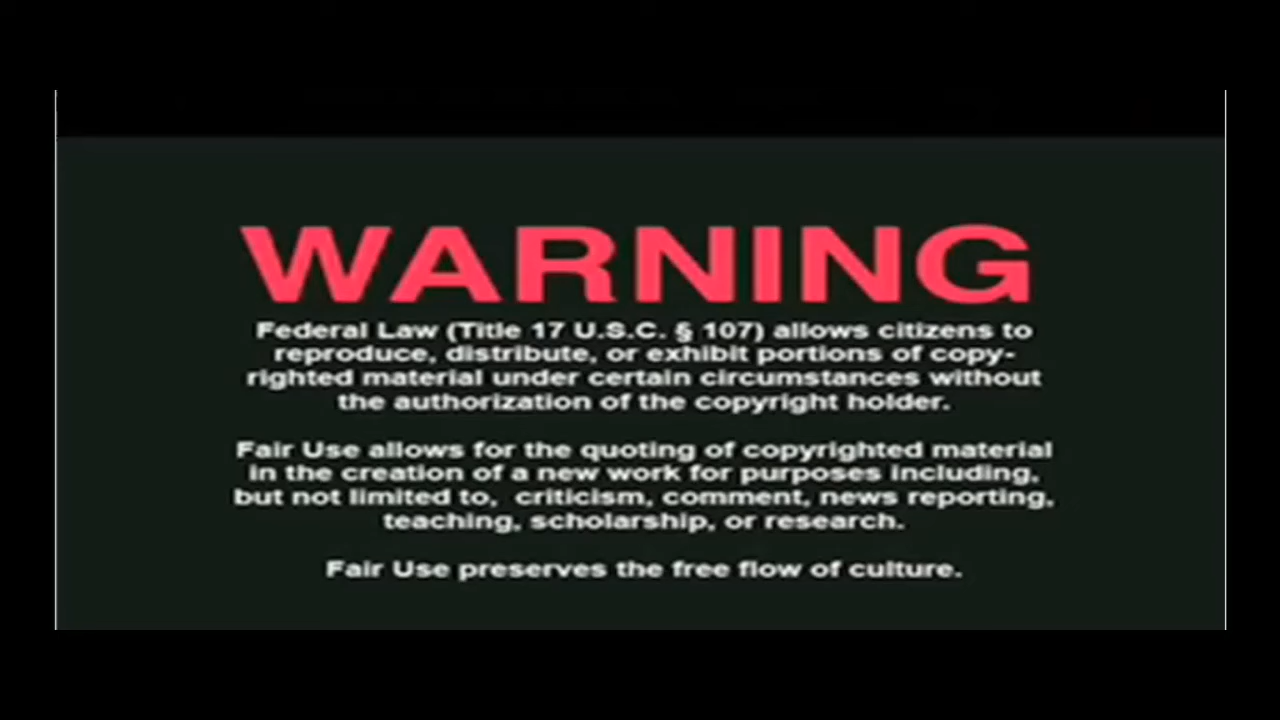 WARNING
Federal Law (Title 17 U.S.C. § 107) allows citizens to
reproduce, distribute, or exhibit portions of copy-
righted material under certain circumstances without
the authorization of the copyright holder.
Fair Use allows for the quoting of copyrighted material
in the creation of a new work for purposes including,
but not limited to, criticism, comment, news reporting,
teaching, scholarship, or research.
Fair Use preserves the free flow of culture.